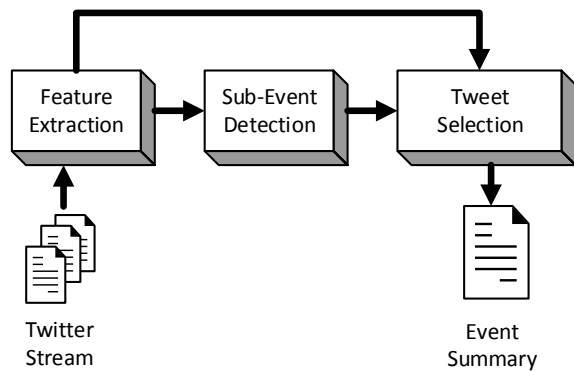 Feature
Extraction
Sub-Event
Detection
Tweet
Selection
Twitter
Stream
Event
Summary